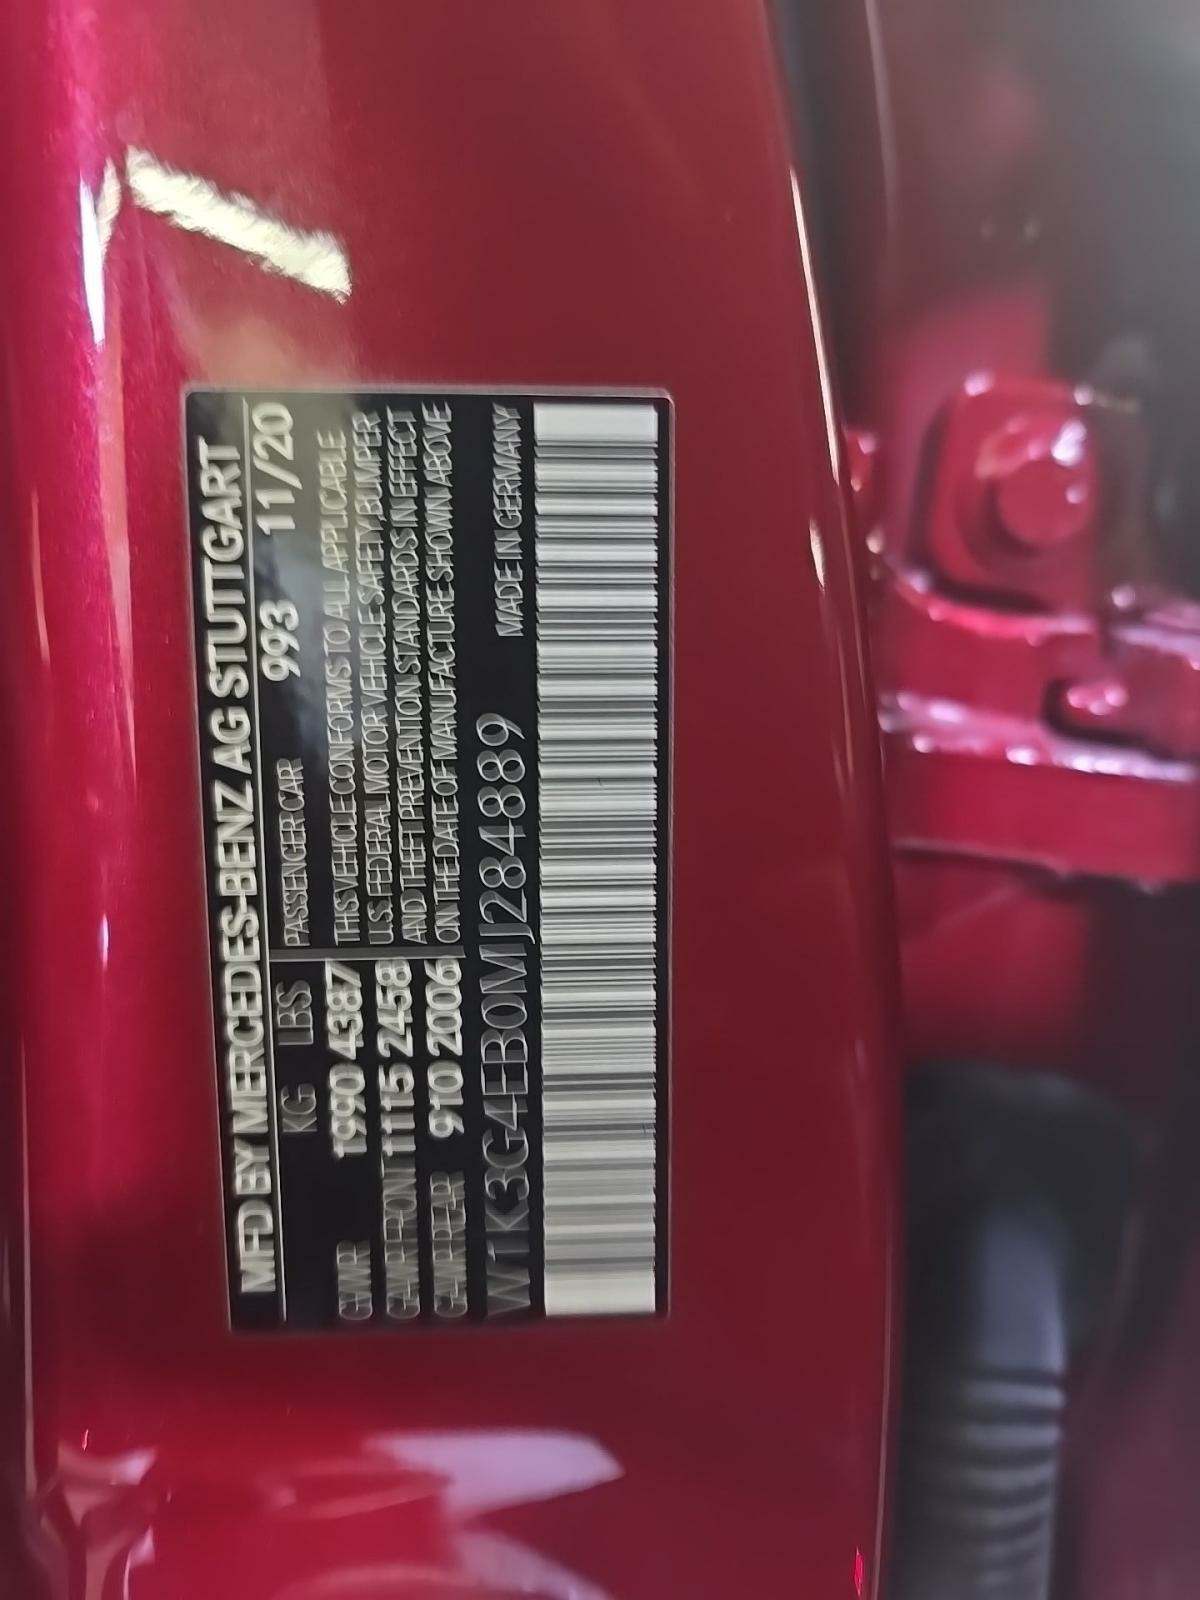 MFD BY MERCEDES-BENZ AG STUTTGART
KG LBS PASSENGER CAR 993 11/20
GVWR 1990 4387
GAWR FRONT 1115 2458
GAWR REAR 910 2006
THIS VEHICLE CONFORMS TO ALL APPLICABLE
U.S. FEDERAL MOTOR VEHICLE SAFETY, BUMPER
AND THEFT PREVENTION STANDARDS IN EFFECT
ON THE DATE OF MANUFACTURE SHOWN ABOVE
W1K3G4EB0MJ284889 MADE IN GERMANY